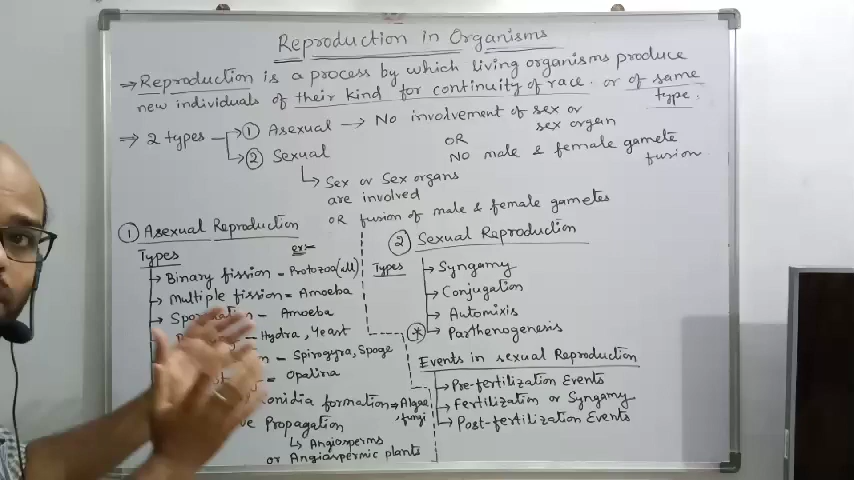 Reproduction in Organisms
⇒ Reproduction is a process by which living organisms produce
new individuals of their kind for continuity of race. or of same
type.
⇒ 2 types → ① Asexual → No involvement of sex or
sex organ
OR
No male & female gamete
fusion
→ ② Sexual
↳ Sex or Sex organs
are involved
OR fusion of male & female gametes
① Asexual Reproduction
Types
ex:-
→ Binary fission = Protozoa(all)
→ Multiple fission = Amoeba
→ - Amoeba
- Hydra, Yeast
- Spirogyra, Spoge
= Opalina
onidia formation ⇒ Algae,
fungi
ve Propagation
↳ Angiosperms
or Angiospermic plants
② Sexual Reproduction
Types
→ Syngamy
→ Conjugation
→ Automixis
→ Parthenogenesis
* Events in sexual Reproduction
→ Pre-fertilization Events
→ Fertilization or Syngamy
→ Post-fertilization Events